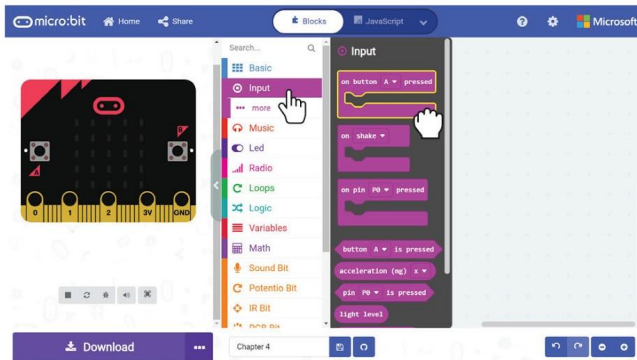 micro:bit Home Share Blocks JavaScript Microsoft
Search...
Basic
Input
more
Music
Led
Radio
Loops
Logic
Variables
Math
Sound Bit
Potentio Bit
IR Bit
Input
on button A pressed
on shake
on pin P0 pressed
button A is pressed
acceleration (mg) x
pin P0 is pressed
light level
B
A
0 1 2 3V GND
Download
Chapter 4